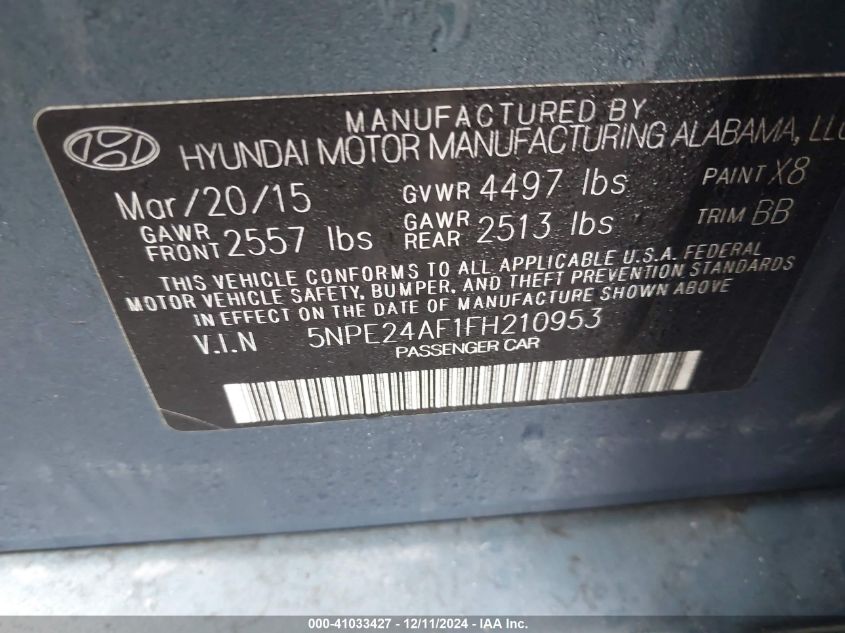 MANUFACTURED BY
HYUNDAI MOTOR MANUFACTURING ALABAMA, LLC
Mar/20/15 GVWR 4497 lbs PAINT X8
GAWR FRONT 2557 lbs GAWR REAR 2513 lbs TRIM BB
THIS VEHICLE CONFORMS TO ALL APPLICABLE U.S.A. FEDERAL
MOTOR VEHICLE SAFETY, BUMPER, AND THEFT PREVENTION STANDARDS
IN EFFECT ON THE DATE OF MANUFACTURE SHOWN ABOVE
V.I.N 5NPE24AF1FH210953
PASSENGER CAR
000-41033427 - 12/11/2024 - IAA Inc.